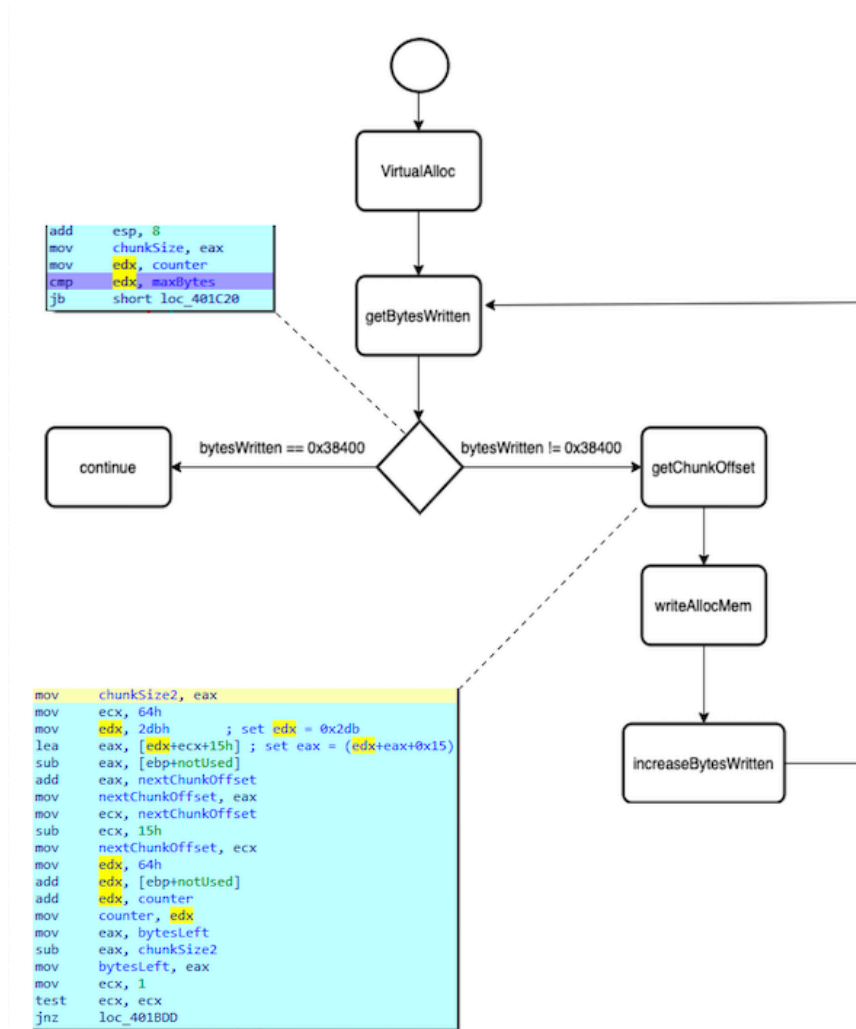 VirtualAlloc
add esp, 8
mov chunkSize, eax
mov edx, counter
cmp edx, maxBytes
jb short loc_401C20
getBytesWritten
continue
bytesWritten == 0x38400
bytesWritten != 0x38400
getChunkOffset
writeAllocMem
increaseBytesWritten
mov chunkSize2, eax
mov ecx, 64h
mov edx, 2dbh ; set edx = 0x2db
lea eax, [edx+ecx+15h] ; set eax = (edx+eax+0x15)
sub eax, [ebp+notUsed]
add eax, nextChunkOffset
mov nextChunkOffset, eax
mov ecx, nextChunkOffset
sub ecx, 15h
mov nextChunkOffset, ecx
mov edx, 64h
add edx, [ebp+notUsed]
add edx, counter
mov counter, edx
mov eax, bytesLeft
sub eax, chunkSize2
mov bytesLeft, eax
mov ecx, 1
test ecx, ecx
jnz loc_401BDD